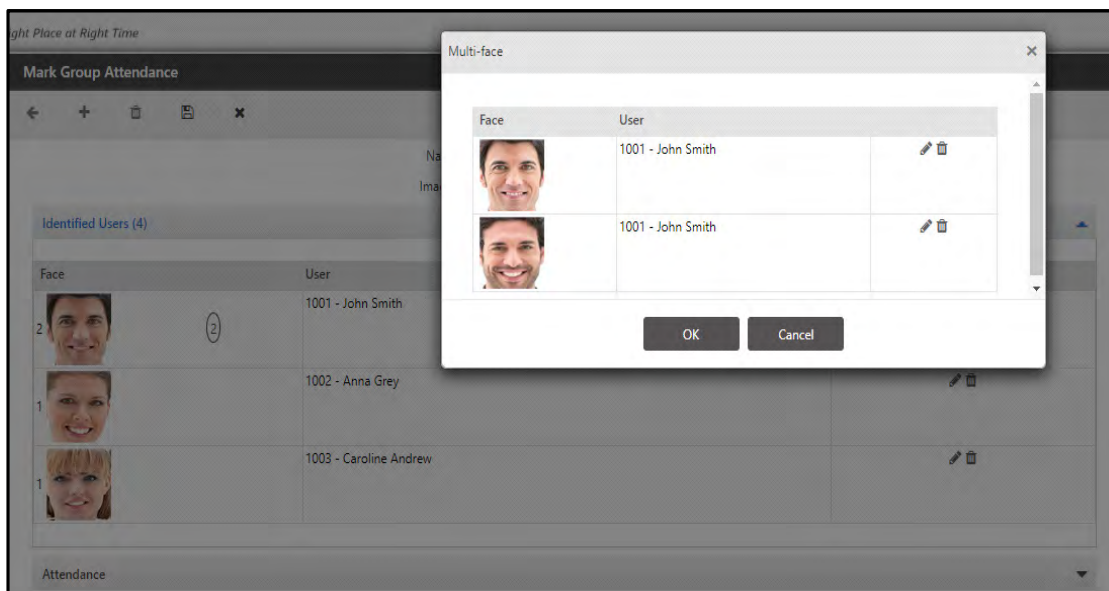 ght Place at Right Time
Mark Group Attendance
Na
Ima
Identified Users (4)
Face User
2 1001 - John Smith
2
1 1002 - Anna Grey
1 1003 - Caroline Andrew
Attendance
Multi-face
Face User
1001 - John Smith
1001 - John Smith
OK Cancel